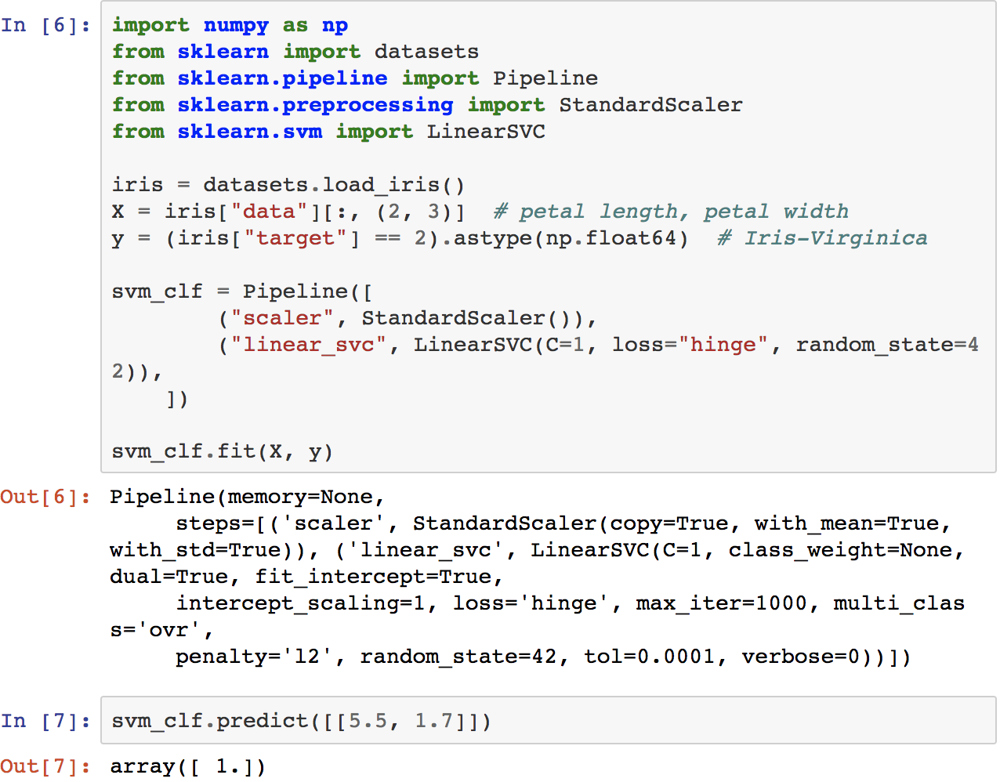 In [6]:
import numpy as np
from sklearn import datasets
from sklearn.pipeline import Pipeline
from sklearn.preprocessing import StandardScaler
from sklearn.svm import LinearSVC
iris = datasets.load_iris()
X = iris["data"][:, (2, 3)]  # petal length, petal width
y = (iris["target"] == 2).astype(np.float64)  # Iris-Virginica
svm_clf = Pipeline([
        ("scaler", StandardScaler()),
        ("linear_svc", LinearSVC(C=1, loss="hinge", random_state=4
2)),
    ])
svm_clf.fit(X, y)
Out[6]:
Pipeline(memory=None,
     steps=[('scaler', StandardScaler(copy=True, with_mean=True,
with_std=True)), ('linear_svc', LinearSVC(C=1, class_weight=None,
dual=True, fit_intercept=True,
     intercept_scaling=1, loss='hinge', max_iter=1000, multi_clas
s='ovr',
     penalty='l2', random_state=42, tol=0.0001, verbose=0))])
In [7]:
svm_clf.predict([[5.5, 1.7]])
Out[7]:
array([ 1.])